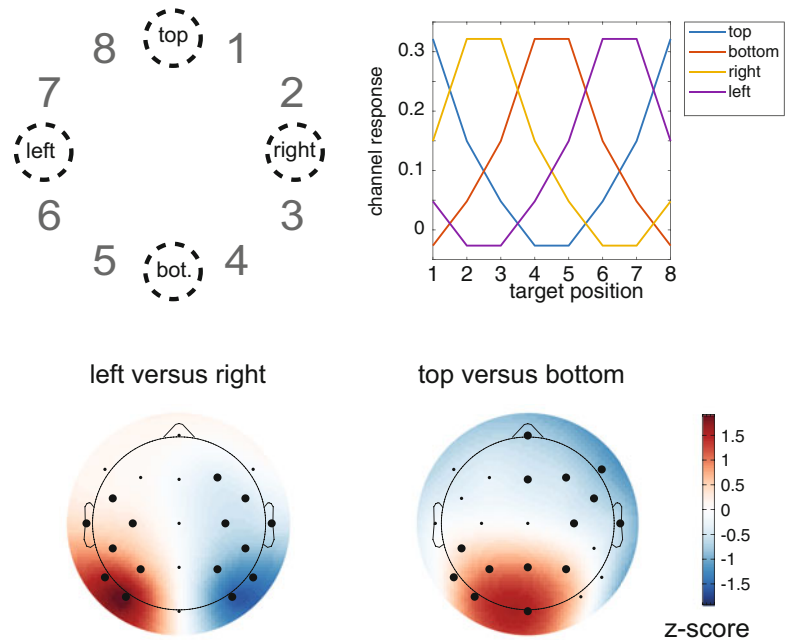 top
8
1
7
2
left
right
6
3
5
bot.
4
channel response
0.3
0.2
0.1
0
1 2 3 4 5 6 7 8
target position
top
bottom
right
left
left versus right
top versus bottom
1.5
1
0.5
0
-0.5
-1
-1.5
z-score